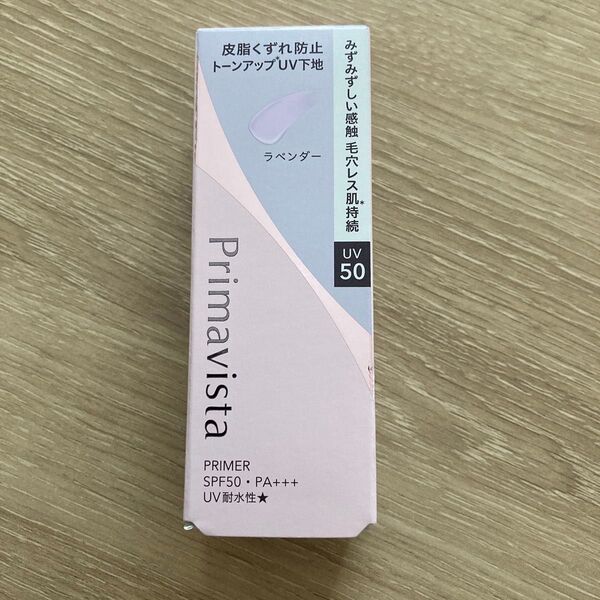 皮脂くずれ防止
トーンアップ*UV下地
ラベンダー
みずみずしい感触 毛穴レス肌*持続
UV
50
Primavista
PRIMER
SPF50・PA+++
UV耐水性★